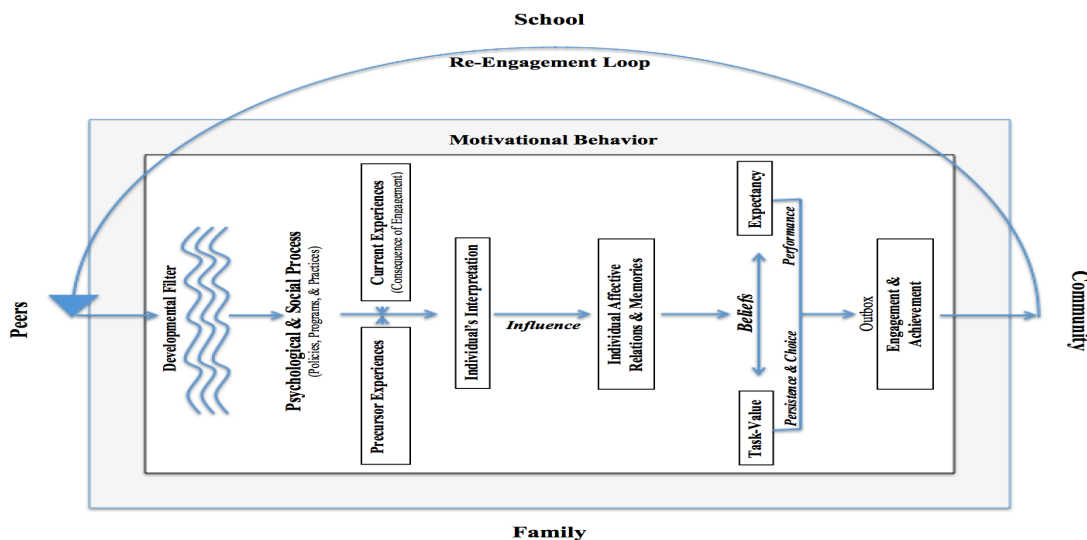 School
Re-Engagement Loop
Motivational Behavior
Peers
Developmental Filter
Psychological & Social Process
(Policies, Programs, & Practices)
Current Experiences
(Consequence of Engagement)
Precursor Experiences
Individual's Interpretation
Influence
Individual Affective
Relations & Memories
Expectancy
Beliefs
Task-Value
Performance
Persistence & Choice
Outbox
Engagement &
Achievement
Community
Family